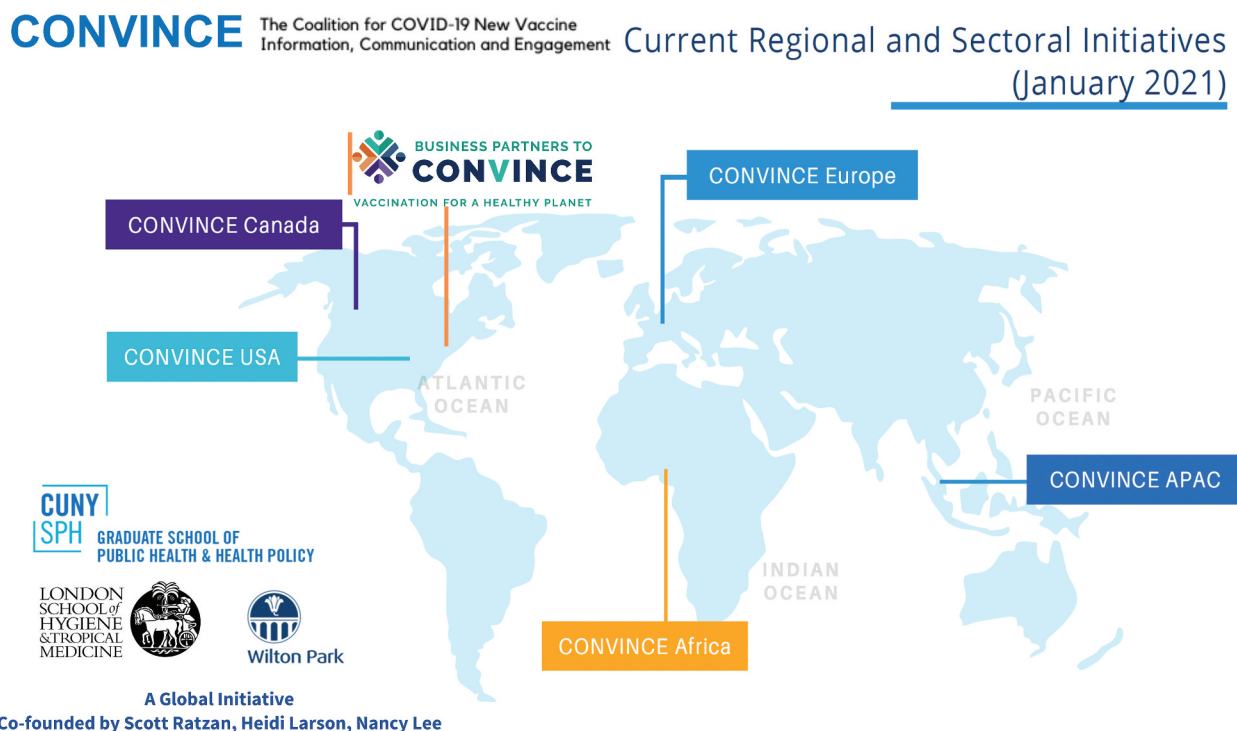 CONVINCE
The Coalition for COVID-19 New Vaccine
Information, Communication and Engagement
Current Regional and Sectoral Initiatives
(January 2021)
BUSINESS PARTNERS TO
CONVINCE
VACCINATION FOR A HEALTHY PLANET
CONVINCE Europe
CONVINCE Canada
CONVINCE USA
ATLANTIC
OCEAN
PACIFIC
OCEAN
CONVINCE APAC
INDIAN
OCEAN
CONVINCE Africa
CUNY
SPH
GRADUATE SCHOOL OF
PUBLIC HEALTH & HEALTH POLICY
LONDON
SCHOOL of
HYGIENE
& TROPICAL
MEDICINE
Wilton Park
A Global Initiative
Co-founded by Scott Ratzan, Heidi Larson, Nancy Lee